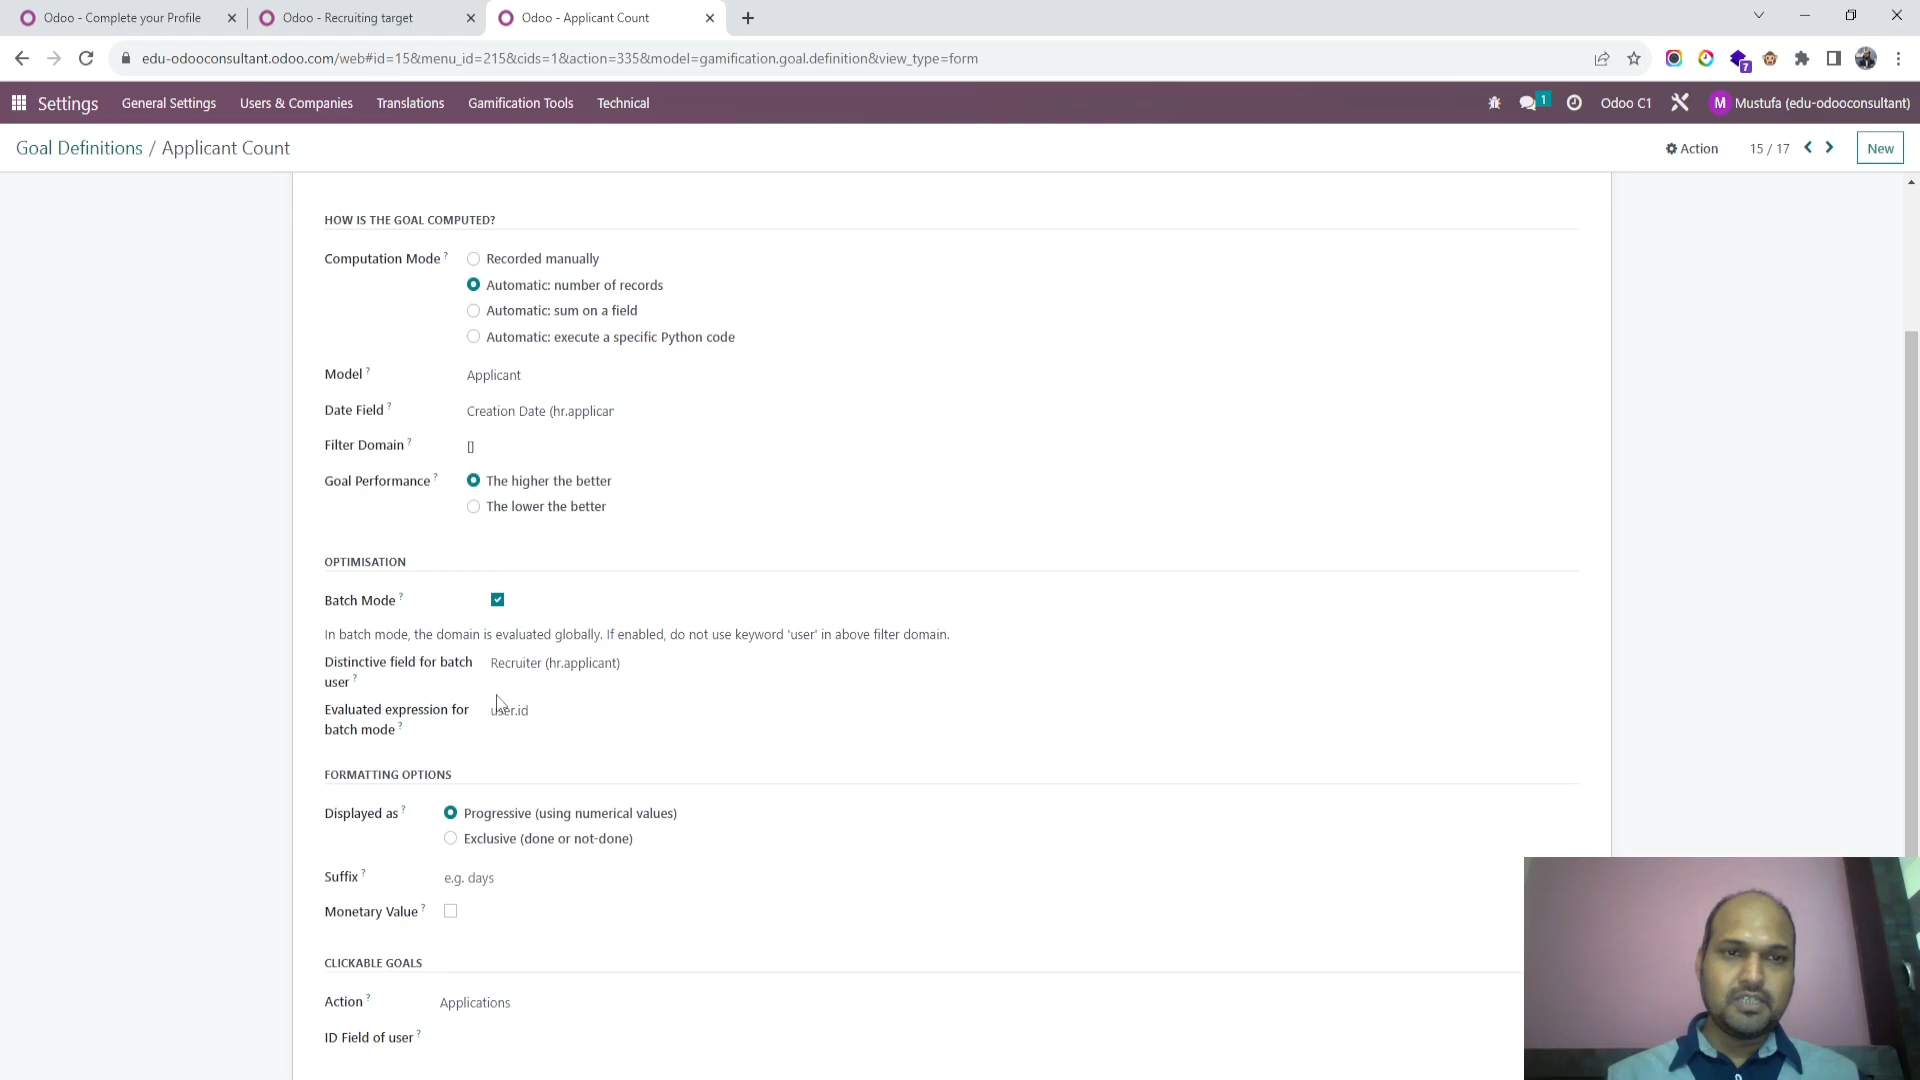 Odoo - Complete your Profile
Odoo - Recruiting target
Odoo - Applicant Count
edu-odooconsultant.odoo.com/web#id=15&menu_id=215&cids=1&action=335&model=gamification.goal.definition&view_type=form
7
Settings
General Settings
Users & Companies
Translations
Gamification Tools
Technical
1
Odoo C1
M
Mustufa (edu-odooconsultant)
Goal Definitions / Applicant Count
Action
15 / 17
New
HOW IS THE GOAL COMPUTED?
Computation Mode ?
Recorded manually
Automatic: number of records
Automatic: sum on a field
Automatic: execute a specific Python code
Model ?
Applicant
Date Field ?
Creation Date (hr.applicar
Filter Domain ?
[]
Goal Performance ?
The higher the better
The lower the better
OPTIMISATION
Batch Mode ?
In batch mode, the domain is evaluated globally. If enabled, do not use keyword 'user' in above filter domain.
Distinctive field for batch
user ?
Recruiter (hr.applicant)
Evaluated expression for
batch mode ?
user.id
FORMATTING OPTIONS
Displayed as ?
Progressive (using numerical values)
Exclusive (done or not-done)
Suffix ?
e.g. days
Monetary Value ?
CLICKABLE GOALS
Action ?
Applications
ID Field of user ?